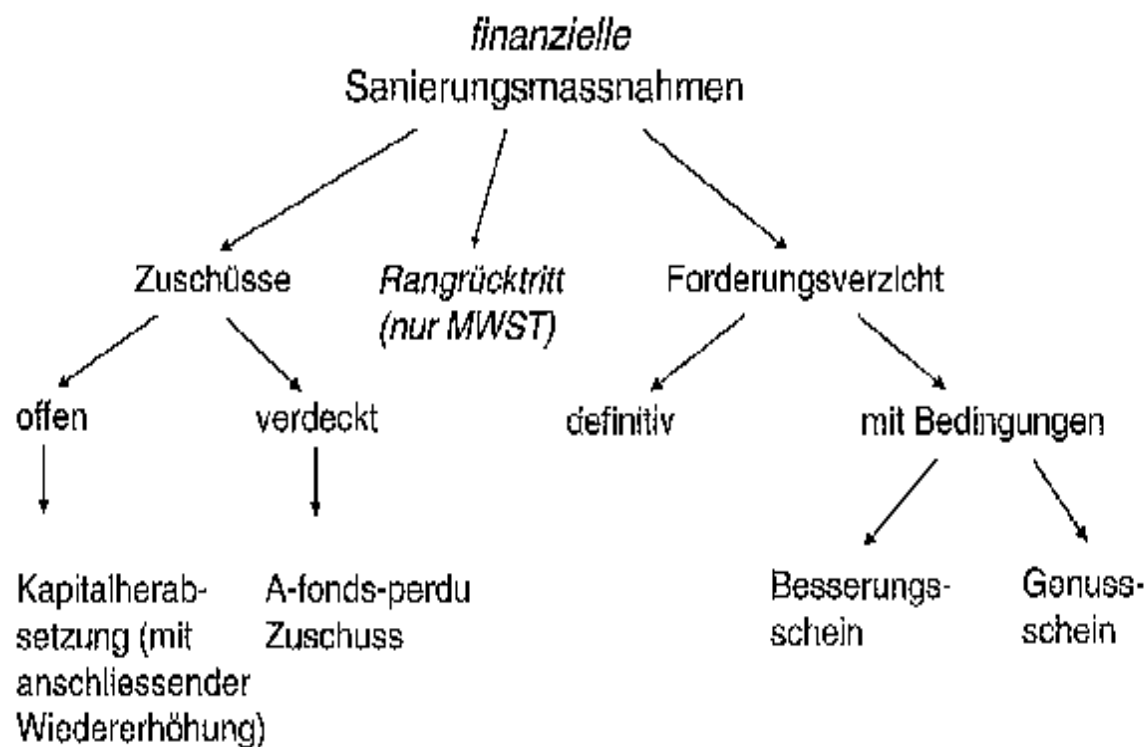 finanzielle
Sanierungsmassnahmen
Zuschüsse
Rangrücktritt
(nur MWST)
Forderungsverzicht
offen
verdeckt
definitiv
mit Bedingungen
Kapitalherab-
setzung (mit
anschliessender
Wiedererhöhung)
A-fonds-perdu
Zuschuss
Besserungs-
schein
Genuss-
schein